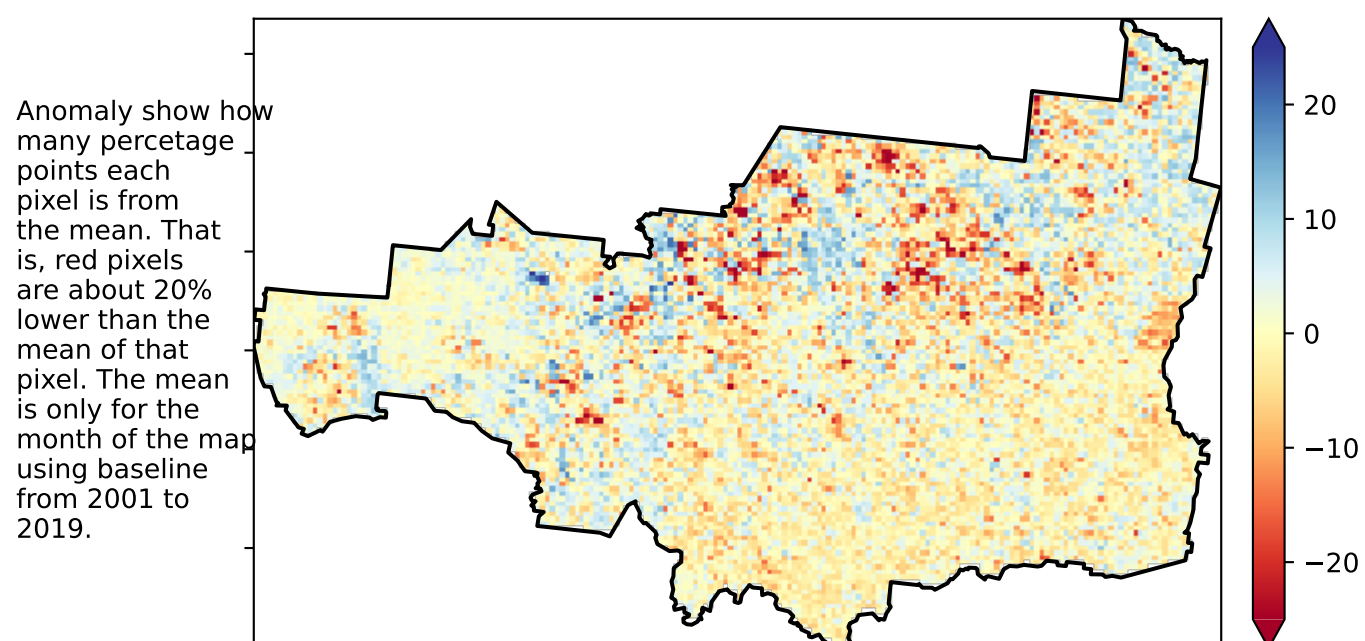 Anomaly show how
many percetage
points each
pixel is from
the mean. That
is, red pixels
are about 20%
lower than the
mean of that
pixel. The mean
is only for the
month of the map
using baseline
from 2001 to
2019.
20
10
0
−10
−20